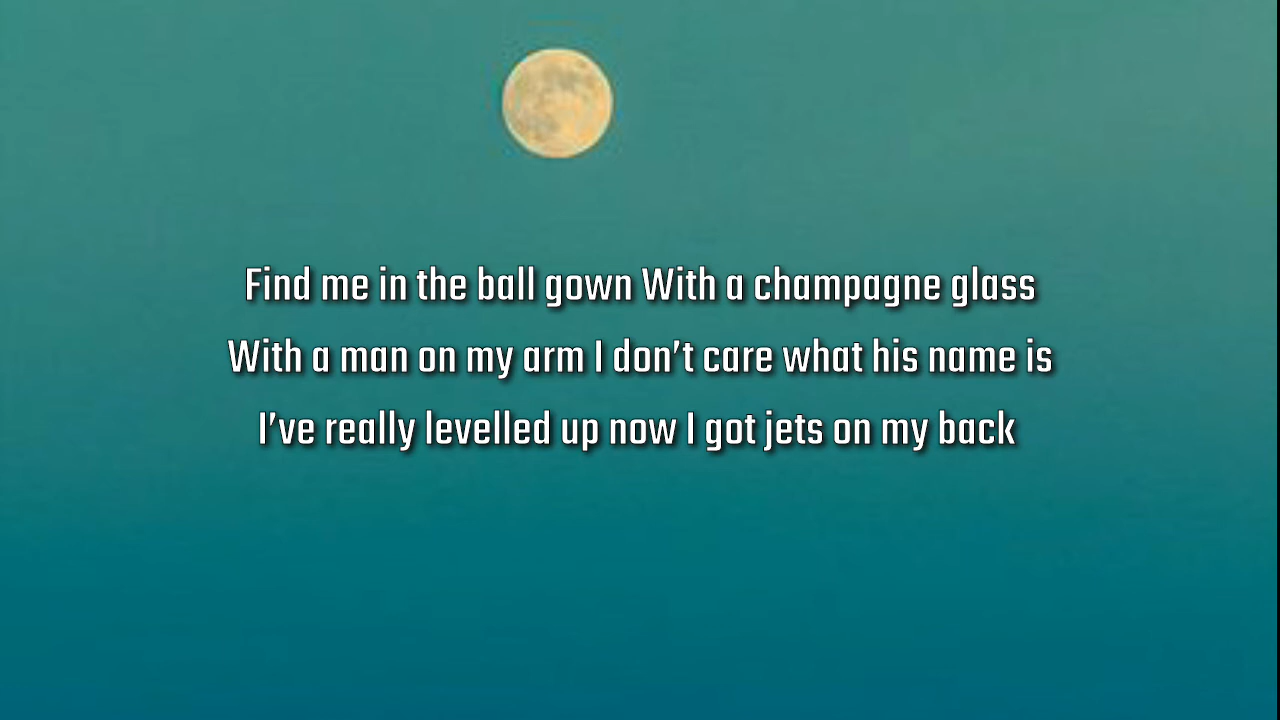 Find me in the ball gown With a champagne glass
With a man on my arm I don’t care what his name is
I’ve really levelled up now I got jets on my back